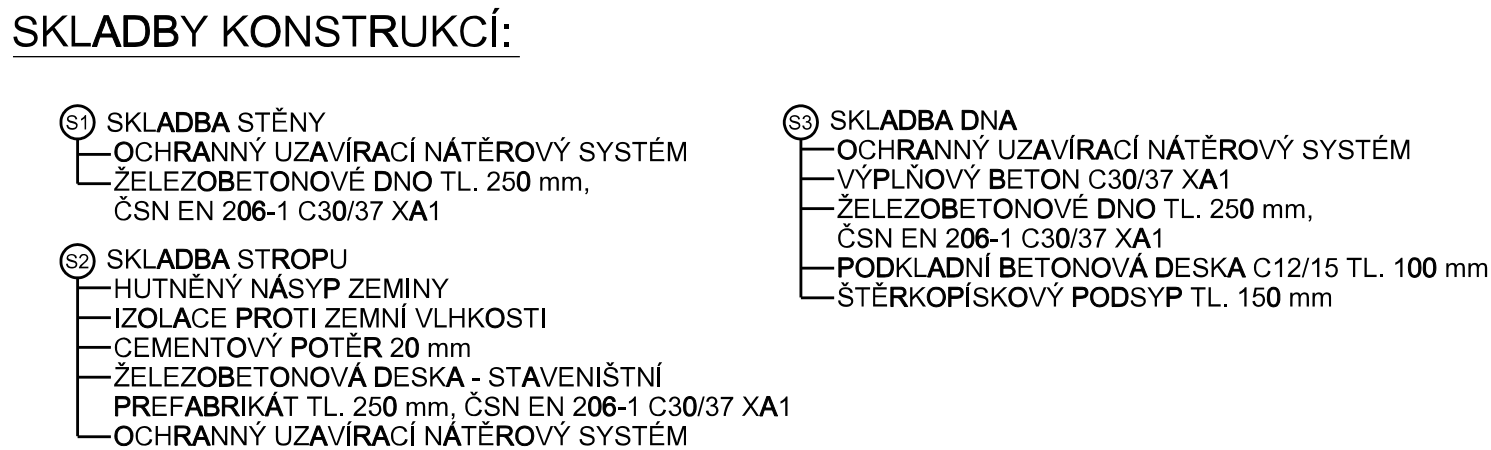 SKLADBY KONSTRUKCÍ:
S1 SKLADBA STĚNY
OCHRANNÝ UZAVÍRACÍ NÁTĚROVÝ SYSTÉM
ŽELEZOBETONOVÉ DNO TL. 250 mm,
ČSN EN 206-1 C30/37 XA1
S2 SKLADBA STROPU
HUTNĚNÝ NÁSYP ZEMINY
IZOLACE PROTI ZEMNÍ VLHKOSTI
CEMENTOVÝ POTĚR 20 mm
ŽELEZOBETONOVÁ DESKA - STAVENIŠTNÍ
PREFABRIKÁT TL. 250 mm, ČSN EN 206-1 C30/37 XA1
OCHRANNÝ UZAVÍRACÍ NÁTĚROVÝ SYSTÉM
S3 SKLADBA DNA
OCHRANNÝ UZAVÍRACÍ NÁTĚROVÝ SYSTÉM
VÝPLŇOVÝ BETON C30/37 XA1
ŽELEZOBETONOVÉ DNO TL. 250 mm,
ČSN EN 206-1 C30/37 XA1
PODKLADNÍ BETONOVÁ DESKA C12/15 TL. 100 mm
ŠTĚRKOPÍSKOVÝ PODSYP TL. 150 mm